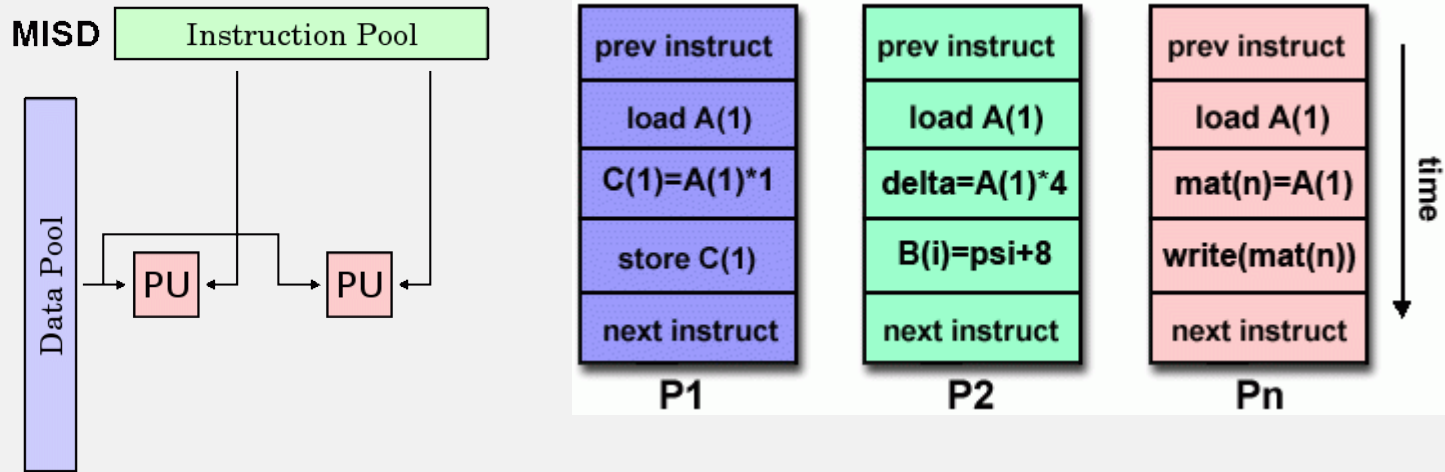 MISD
Instruction Pool
Data Pool
PU
PU
prev instruct
load A(1)
C(1)=A(1)*1
store C(1)
next instruct
P1
prev instruct
load A(1)
delta=A(1)*4
B(i)=psi+8
next instruct
P2
prev instruct
load A(1)
mat(n)=A(1)
write(mat(n))
next instruct
Pn
time